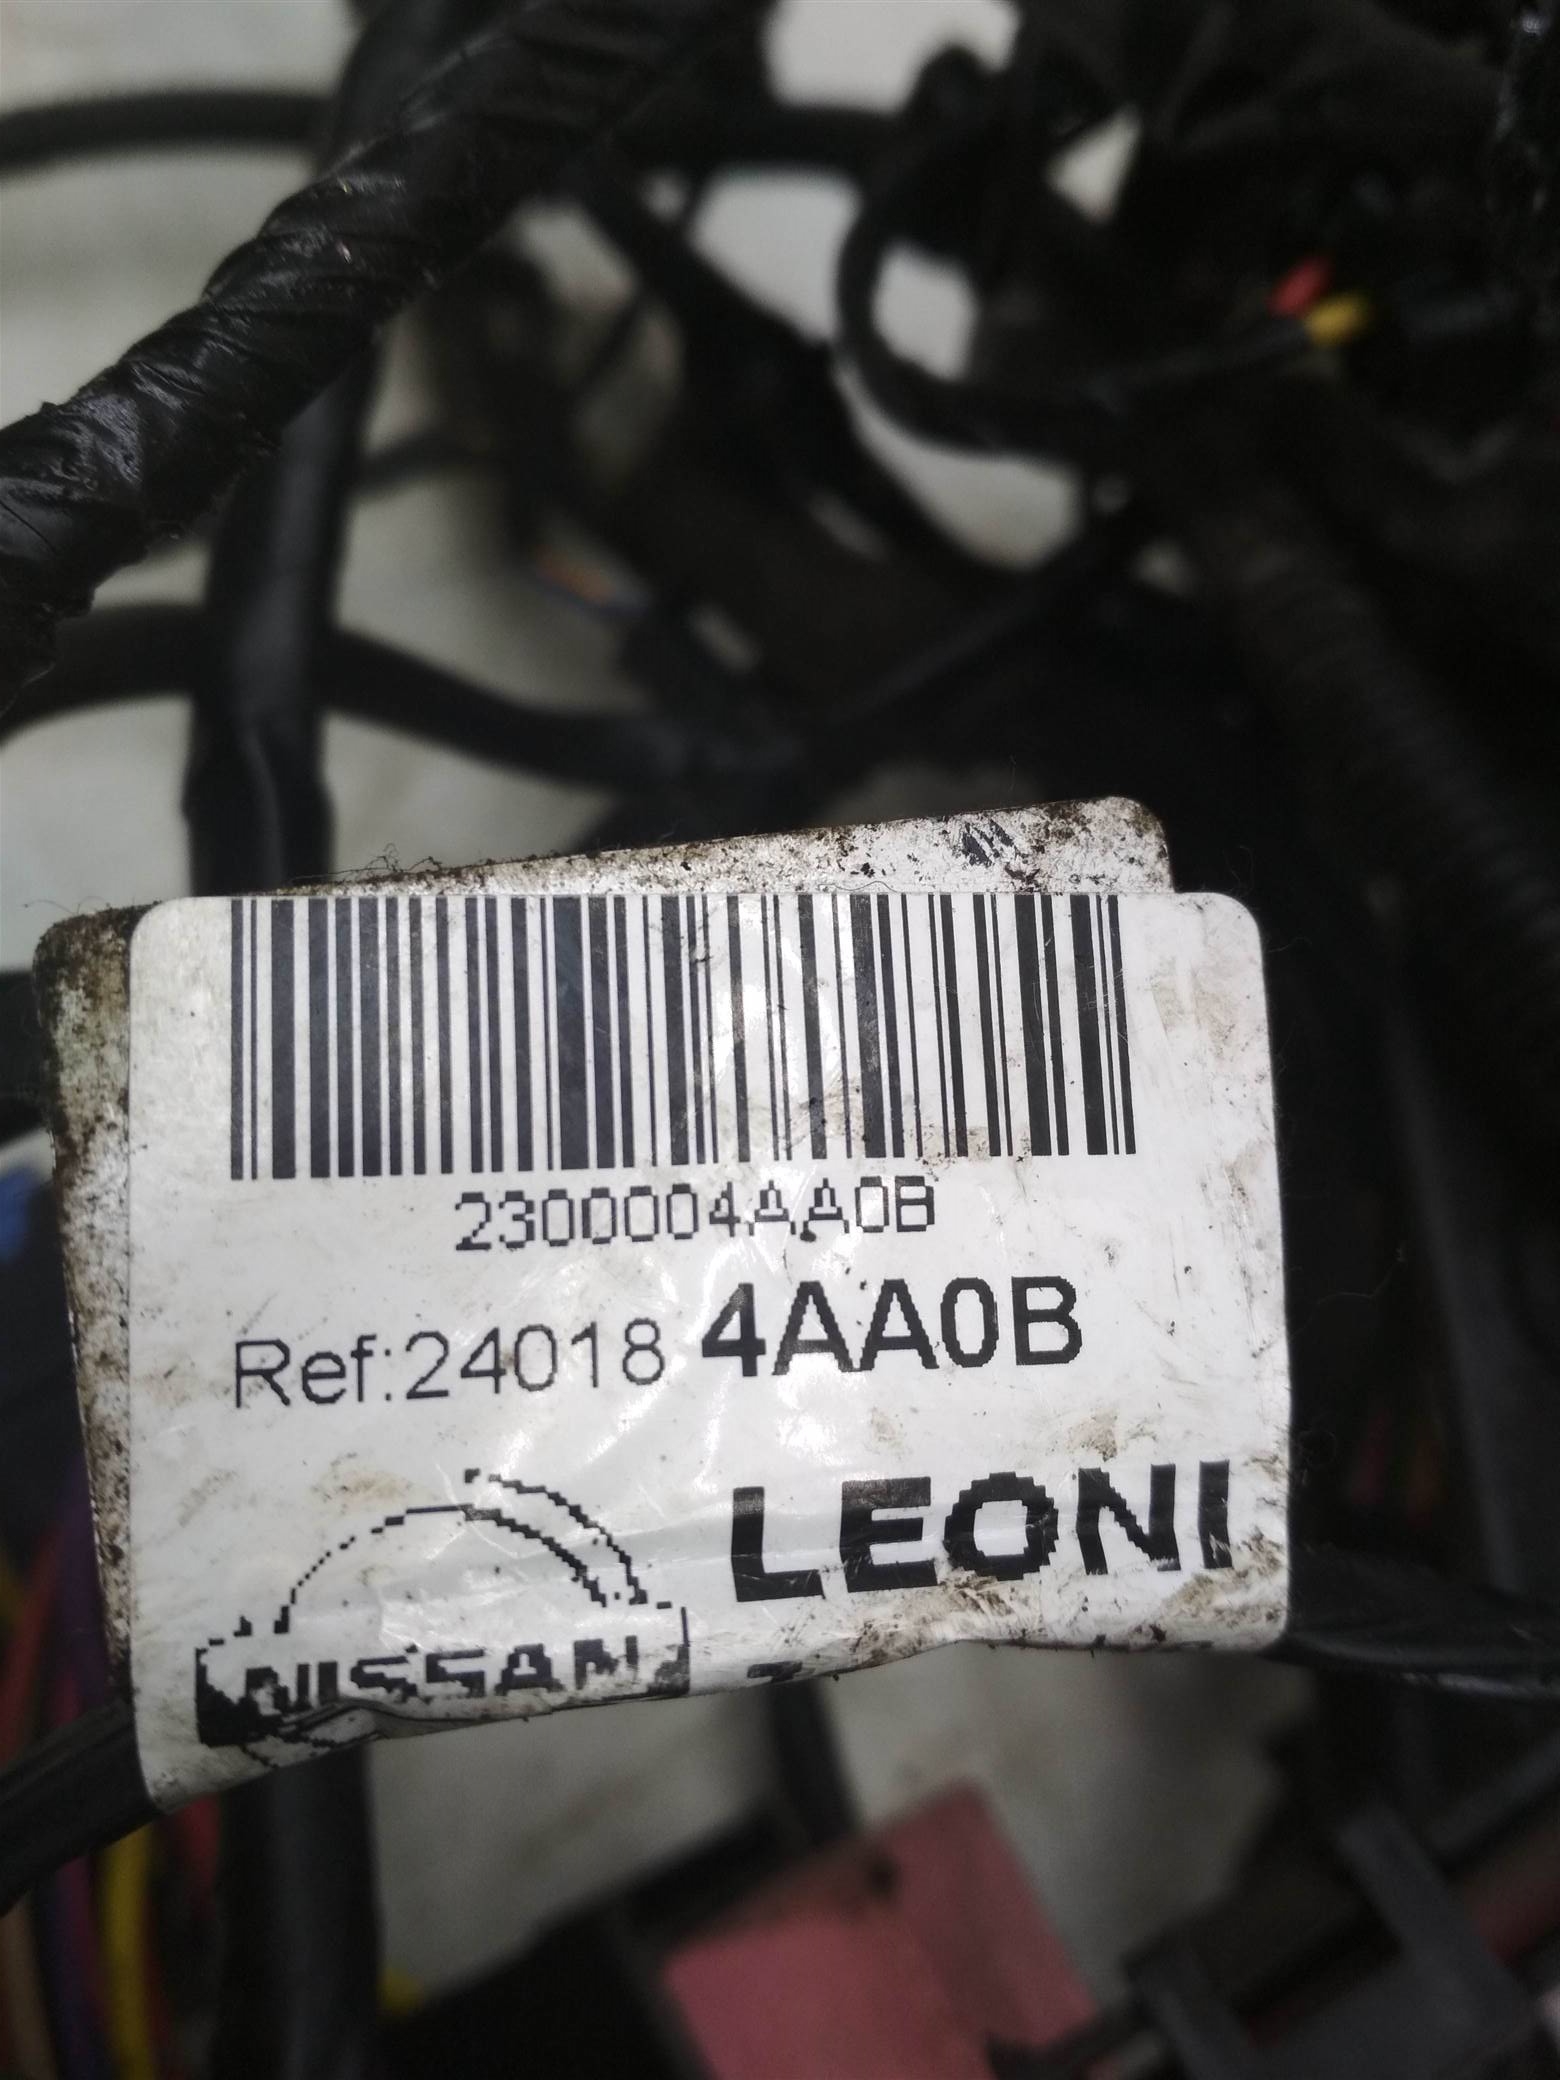 2300004AA0B
Ref:24018 4AA0B
LEONI
NISSAN